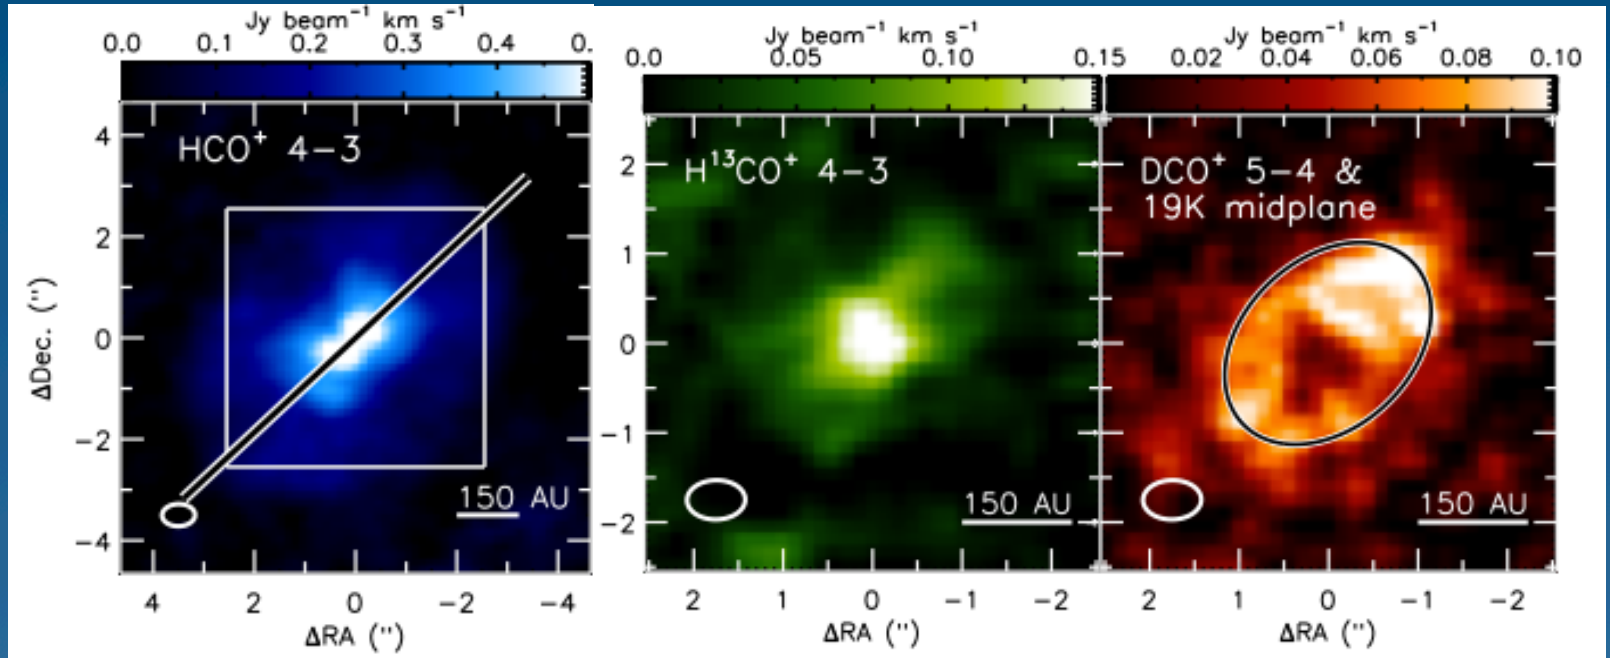 Jy beam⁻¹ km s⁻¹
0.0 0.1 0.2 0.3 0.4 0.
HCO⁺ 4−3
4
2
0
−2
−4
ΔDec. ('')
150 AU
4 2 0 −2 −4
ΔRA ('')
Jy beam⁻¹ km s⁻¹
0.0 0.05 0.10 0.15
H¹³CO⁺ 4−3
2
1
0
−1
−2
150 AU
2 1 0 −1 −2
ΔRA ('')
Jy beam⁻¹ km s⁻¹
0.02 0.04 0.06 0.08 0.10
DCO⁺ 5−4 &
19K midplane
150 AU
2 1 0 −1 −2
ΔRA ('')